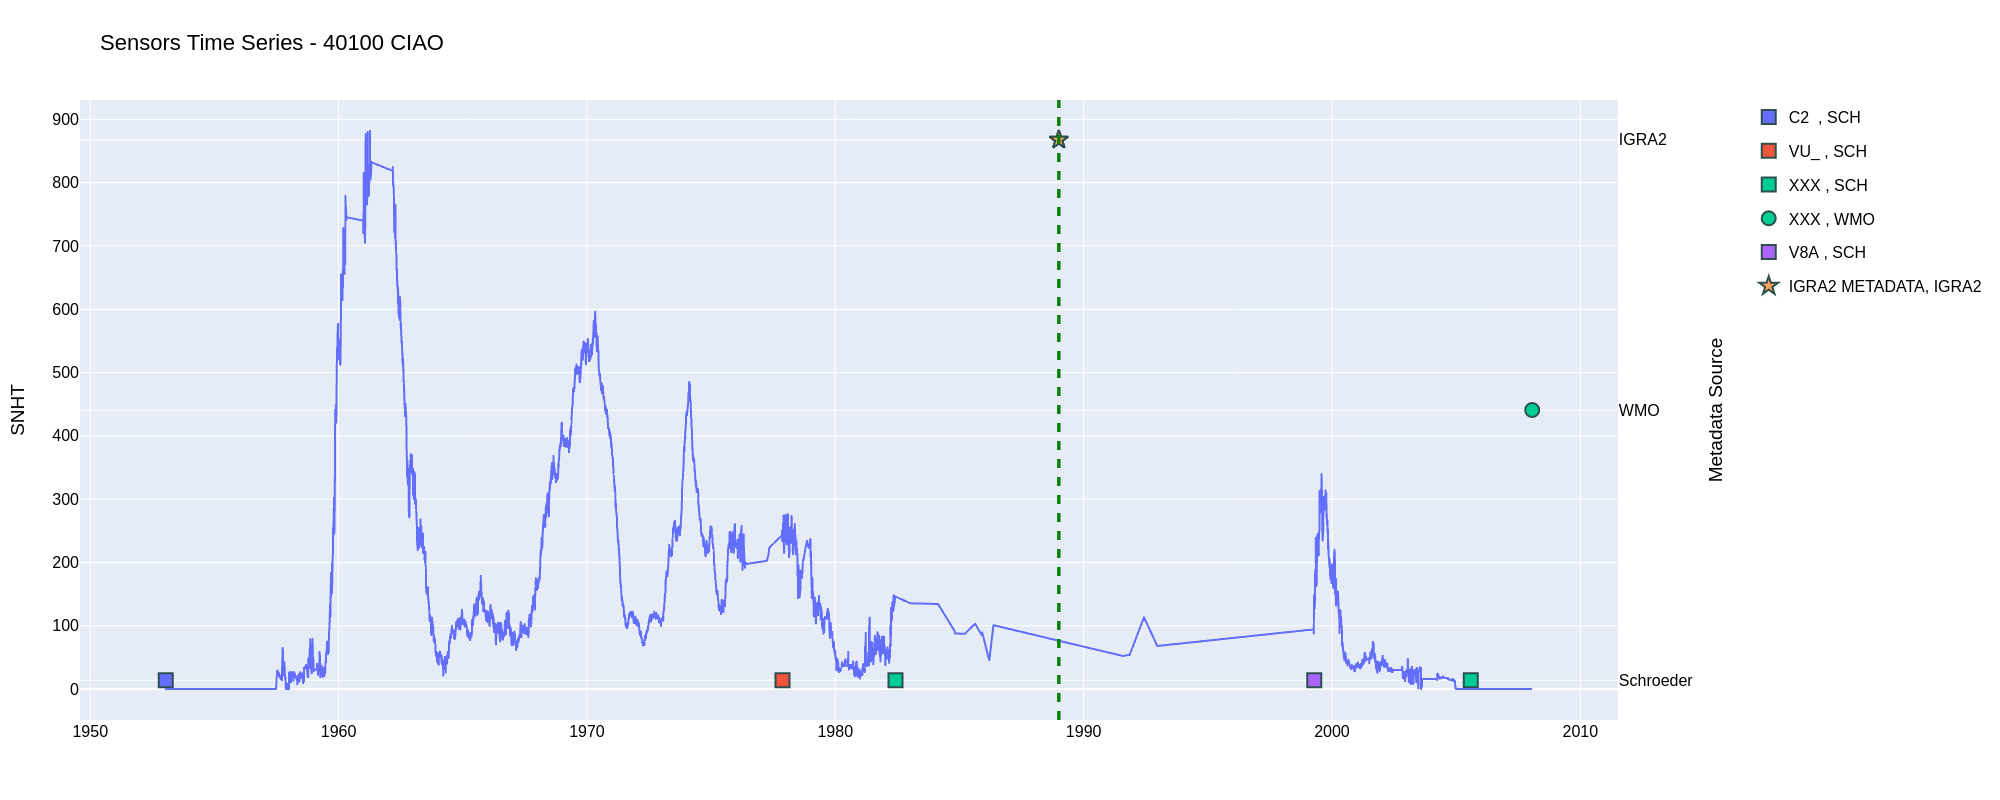 Sensors Time Series - 40100 CIAO
900
800
700
600
500
400
300
200
100
0
SNHT
1950
1960
1970
1980
1990
2000
2010
IGRA2
WMO
Schroeder
Metadata Source
C2  , SCH
VU_ , SCH
XXX , SCH
XXX , WMO
V8A , SCH
IGRA2 METADATA, IGRA2